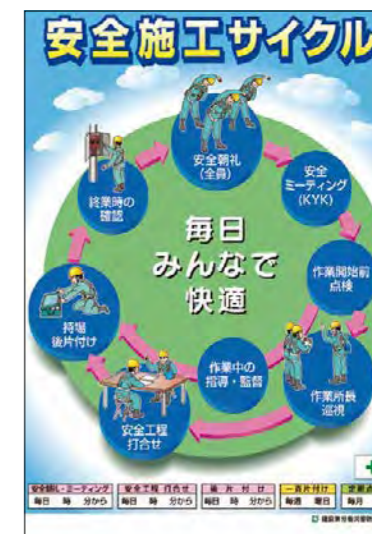 安全施工サイクル
安全朝礼
(全員)
安全
ミーティング
(KYK)
作業開始前
点検
作業所長
巡視
作業中の
指導・監督
安全工程
打合せ
持場
後片付け
終業時の
確認
毎日
みんなで
快適
安全朝礼・ミーティング
毎日 時 分から
安全工程打合せ
毎日 時 分から
後片付け
毎日 時 分から
一斉片付け
毎週 曜日
定期点
毎月